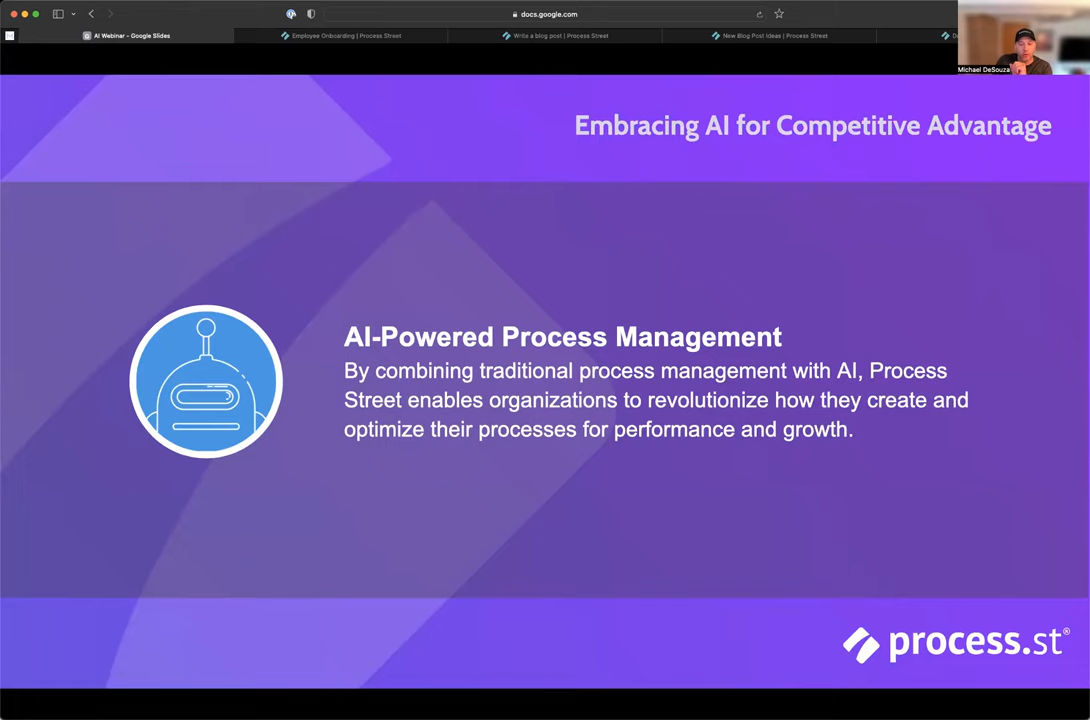 docs.google.com
AI Webinar - Google Slides
Employee Onboarding | Process Street
Write a blog post | Process Street
New Blog Post Ideas | Process Street
Michael DeSouza
Embracing AI for Competitive Advantage
AI-Powered Process Management
By combining traditional process management with AI, Process
Street enables organizations to revolutionize how they create and
optimize their processes for performance and growth.
process.st®